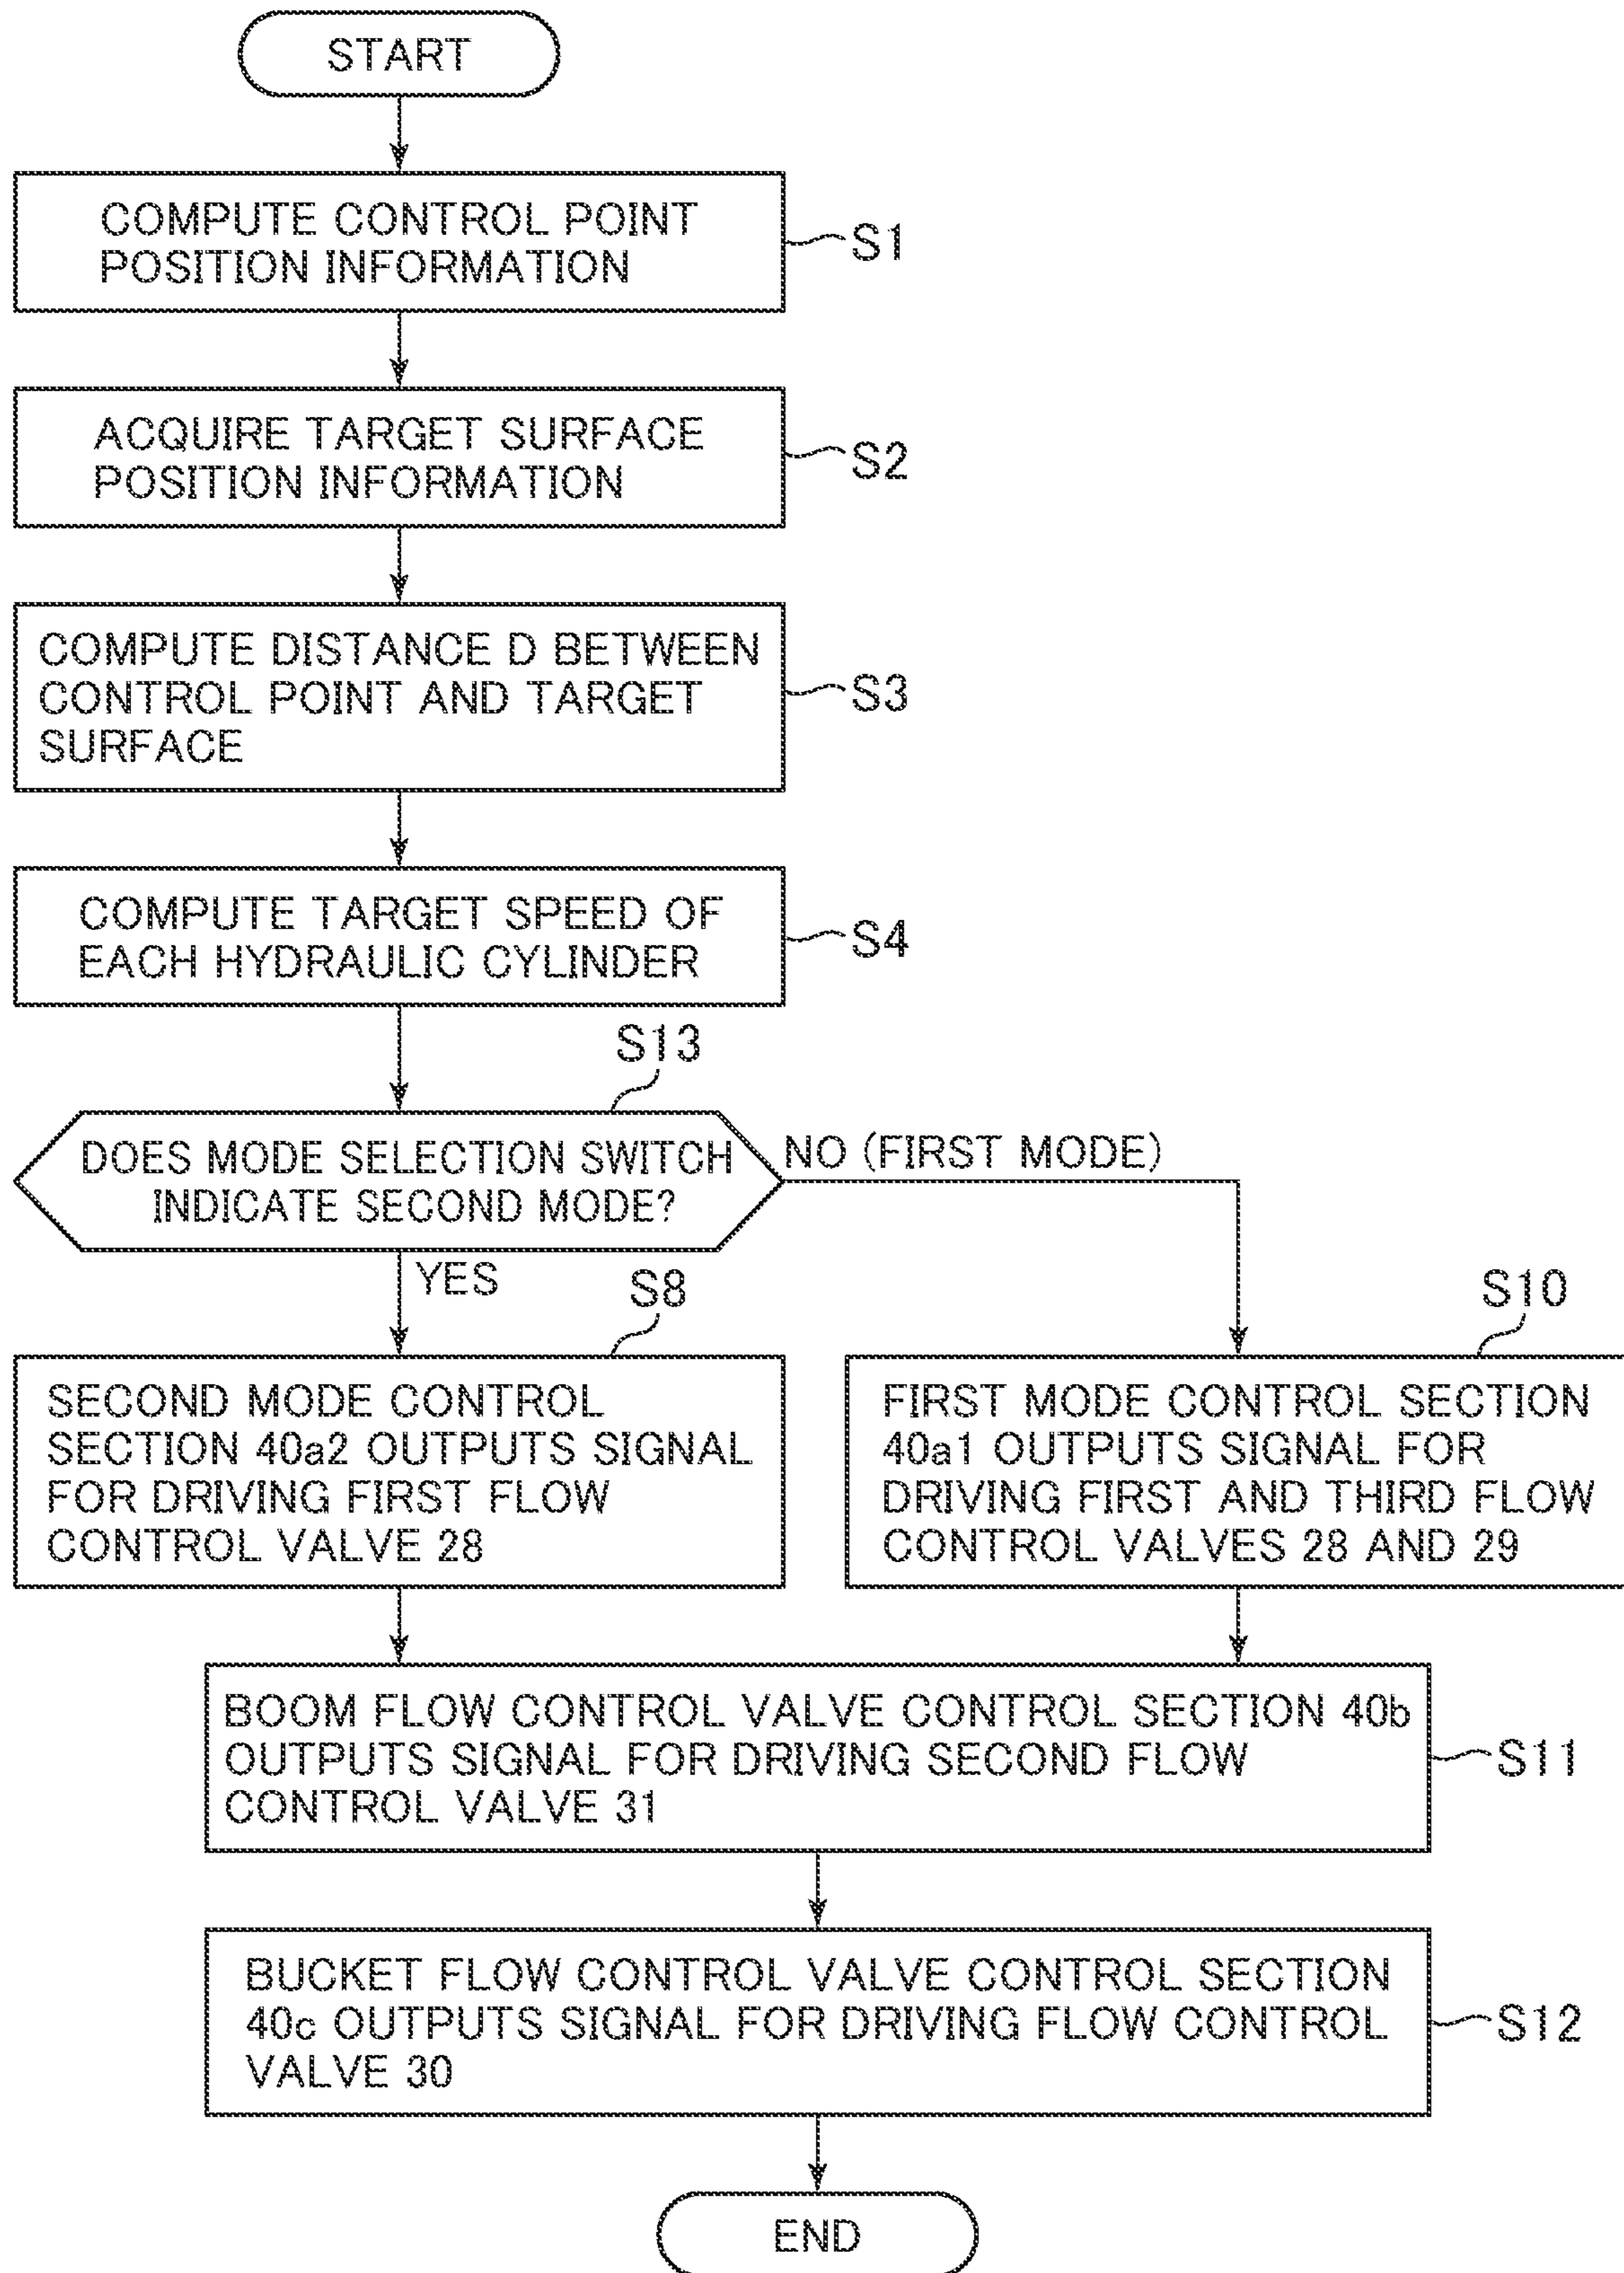 START
COMPUTE CONTROL POINT
POSITION INFORMATION
S1
ACQUIRE TARGET SURFACE
POSITION INFORMATION
S2
COMPUTE DISTANCE D BETWEEN
CONTROL POINT AND TARGET
SURFACE
S3
COMPUTE TARGET SPEED OF
EACH HYDRAULIC CYLINDER
S4
S13
DOES MODE SELECTION SWITCH
INDICATE SECOND MODE?
NO (FIRST MODE)
YES
S8
SECOND MODE CONTROL
SECTION 40a2 OUTPUTS SIGNAL
FOR DRIVING FIRST FLOW
CONTROL VALVE 28
S10
FIRST MODE CONTROL SECTION
40a1 OUTPUTS SIGNAL FOR
DRIVING FIRST AND THIRD FLOW
CONTROL VALVES 28 AND 29
BOOM FLOW CONTROL VALVE CONTROL SECTION 40b
OUTPUTS SIGNAL FOR DRIVING SECOND FLOW
CONTROL VALVE 31
S11
BUCKET FLOW CONTROL VALVE CONTROL SECTION
40c OUTPUTS SIGNAL FOR DRIVING FLOW CONTROL
VALVE 30
S12
END